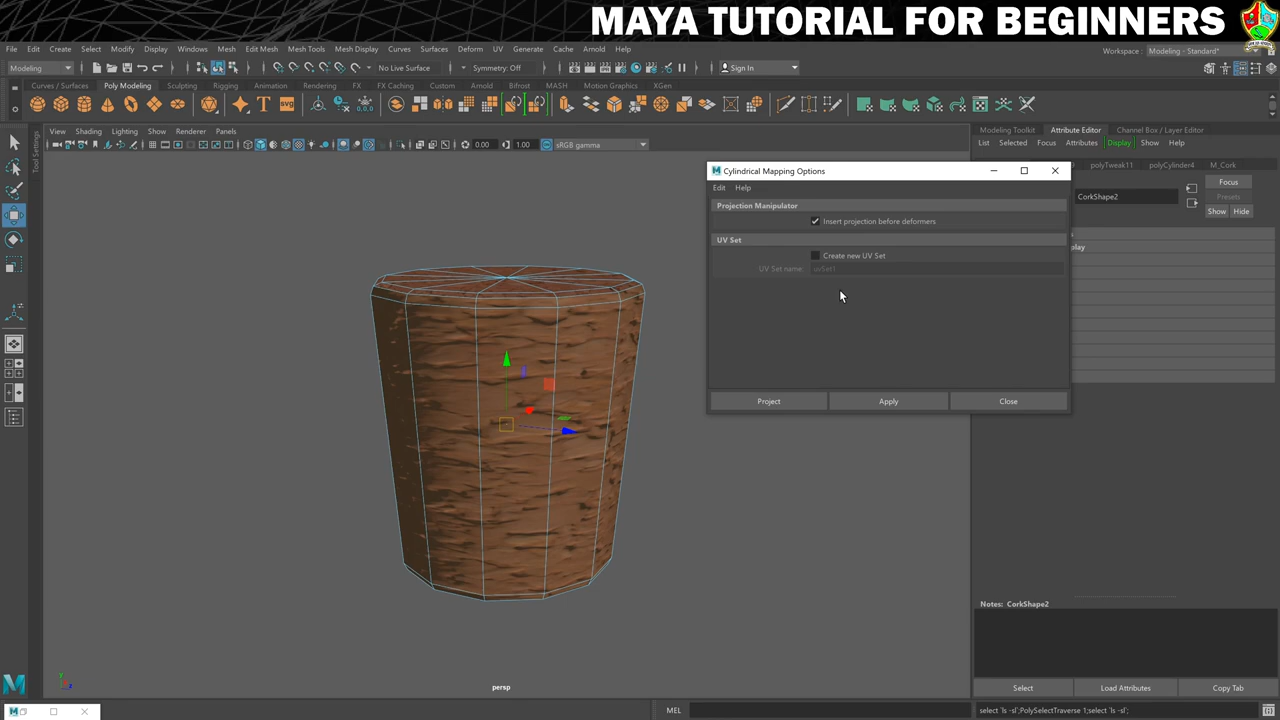 MAYA TUTORIAL FOR BEGINNERS
File Edit Create Select Modify Display Windows Mesh Edit Mesh Mesh Tools Mesh Display Curves Surfaces Deform UV Generate Cache Arnold Help
Workspace : Modeling - Standard*
Modeling No Live Surface Symmetry: Off Sign In
Curves / Surfaces Poly Modeling Sculpting Rigging Animation Rendering FX FX Caching Custom Arnold Bifrost MASH Motion Graphics XGen
View Shading Lighting Show Renderer Panels
Modeling Toolkit Attribute Editor Channel Box / Layer Editor
List Selected Focus Attributes Display Show Help
0.00 1.00 sRGB gamma
Tool Settings
polyTweak11 polyCylinder4 M_Cork
Cylindrical Mapping Options
Edit Help
Projection Manipulator
Insert projection before deformers
UV Set
Create new UV Set
UV Set name: uvSet1
Project Apply Close
Focus
CorkShape2 Presets
Show Hide
Notes: CorkShape2
persp
Select Load Attributes Copy Tab
MEL select `ls -sl`;PolySelectTraverse 1;select `ls -sl`;